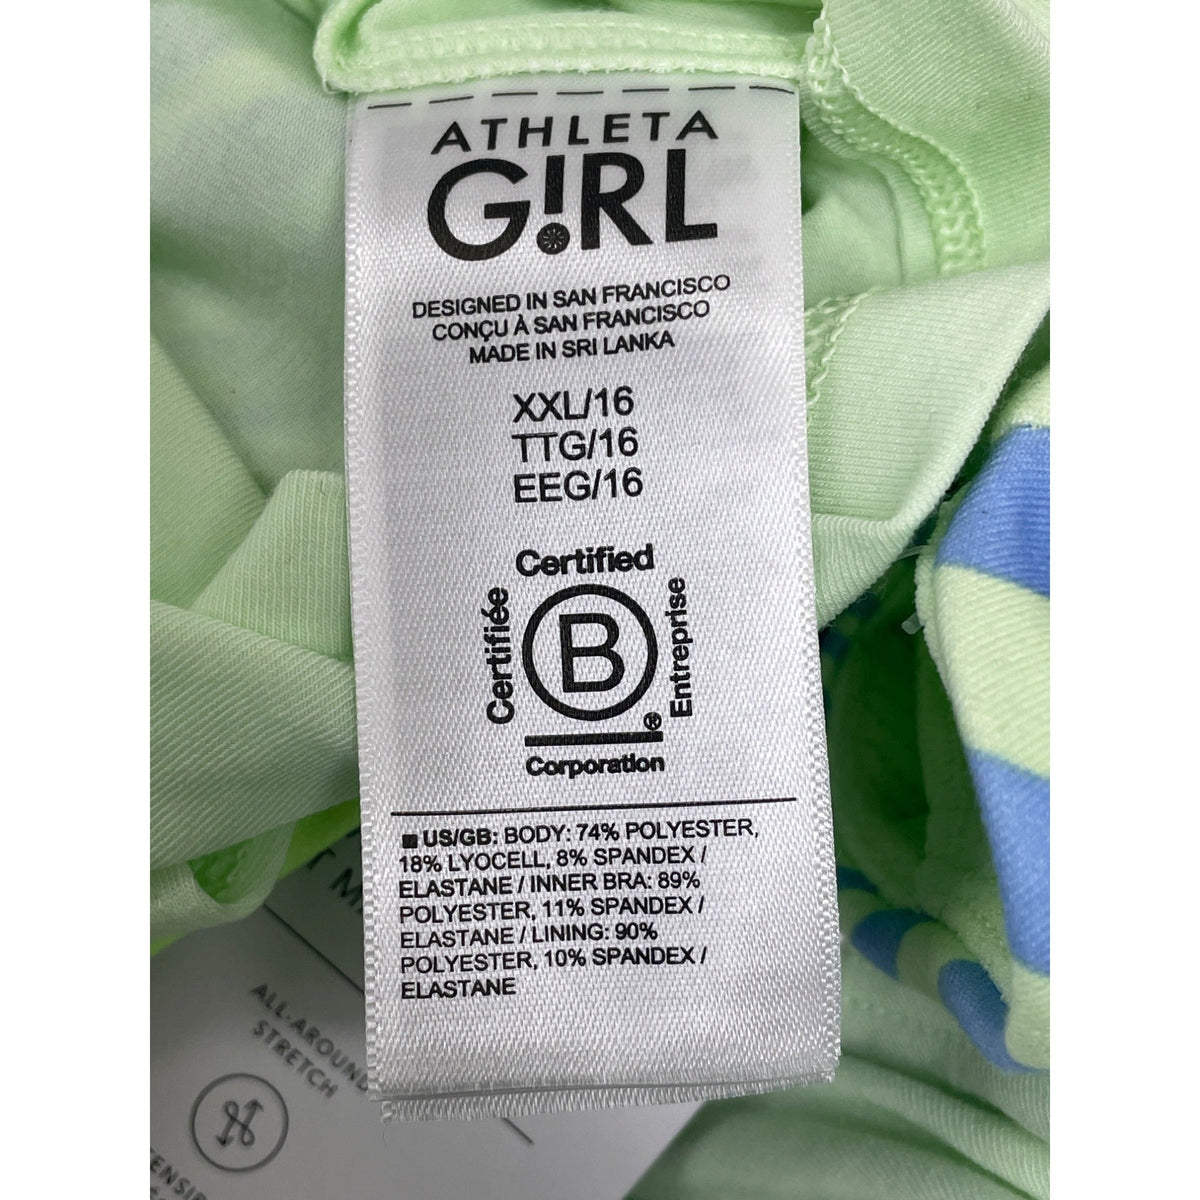 ATHLETA
G!RL
DESIGNED IN SAN FRANCISCO
CONÇU À SAN FRANCISCO
MADE IN SRI LANKA
XXL/16
TTG/16
EEG/16
Certified
Certifiée
B
Entreprise
®
Corporation
US/GB: BODY: 74% POLYESTER,
18% LYOCELL, 8% SPANDEX /
ELASTANE / INNER BRA: 89%
POLYESTER, 11% SPANDEX /
ELASTANE / LINING: 90%
POLYESTER, 10% SPANDEX /
ELASTANE
ALL-AROUND
STRETCH